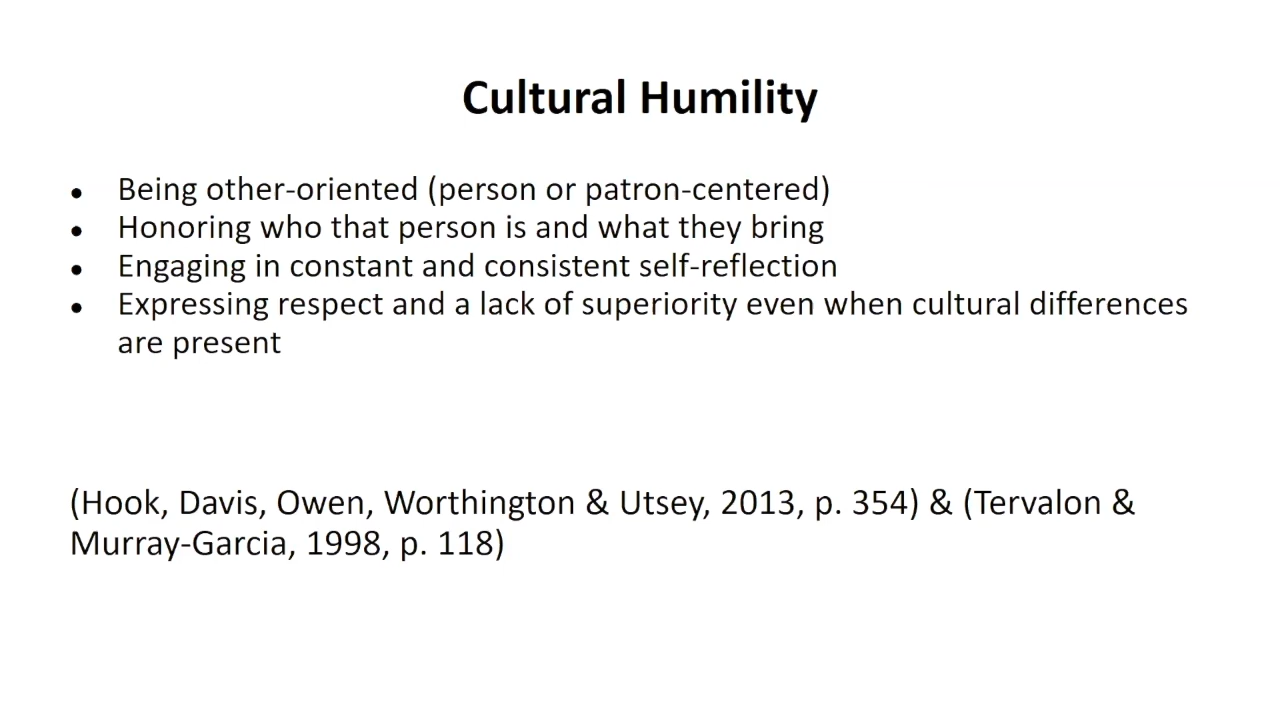 Cultural Humility
• Being other-oriented (person or patron-centered)
• Honoring who that person is and what they bring
• Engaging in constant and consistent self-reflection
• Expressing respect and a lack of superiority even when cultural differences
are present
(Hook, Davis, Owen, Worthington & Utsey, 2013, p. 354) & (Tervalon &
Murray-Garcia, 1998, p. 118)